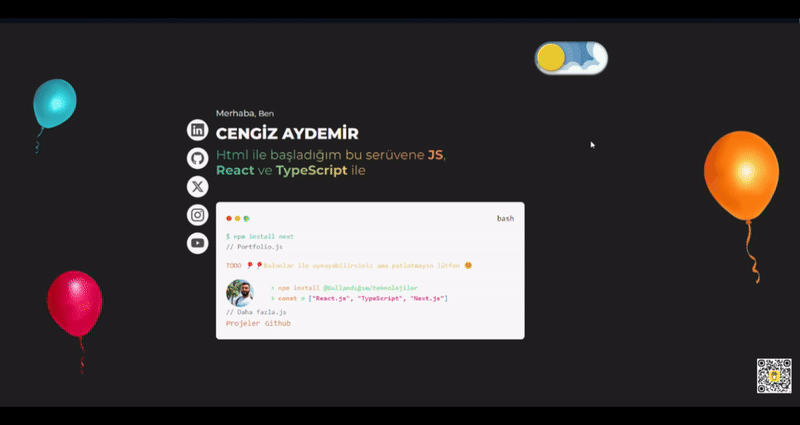 Merhaba, Ben
CENGİZ AYDEMİR
Html ile başladığım bu serüvene JS,
React ve TypeScript ile
bash
$ npm install next
// Portfolio.js
TODO 🎈🎈Balonlar ile oynayabilirsiniz ama patlatmayın lütfen 🤗
> npm install @Kullandığım/teknolojiler
> const = ["React.js", "TypeScript", "Next.js"]
// Daha fazla.js
Projeler Github